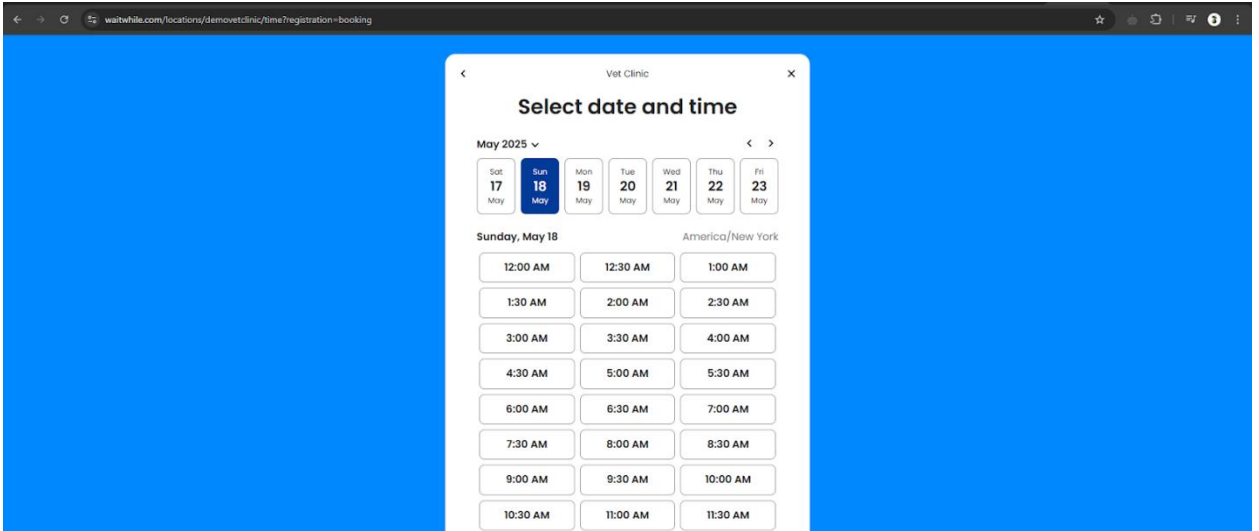 waitwhile.com/locations/demovetclinic/time?registration=booking
Vet Clinic
Select date and time
May 2025
Sat Sun Mon Tue Wed Thu Fri
17 18 19 20 21 22 23
May May May May May May May
Sunday, May 18 America/New York
12:00 AM 12:30 AM 1:00 AM
1:30 AM 2:00 AM 2:30 AM
3:00 AM 3:30 AM 4:00 AM
4:30 AM 5:00 AM 5:30 AM
6:00 AM 6:30 AM 7:00 AM
7:30 AM 8:00 AM 8:30 AM
9:00 AM 9:30 AM 10:00 AM
10:30 AM 11:00 AM 11:30 AM